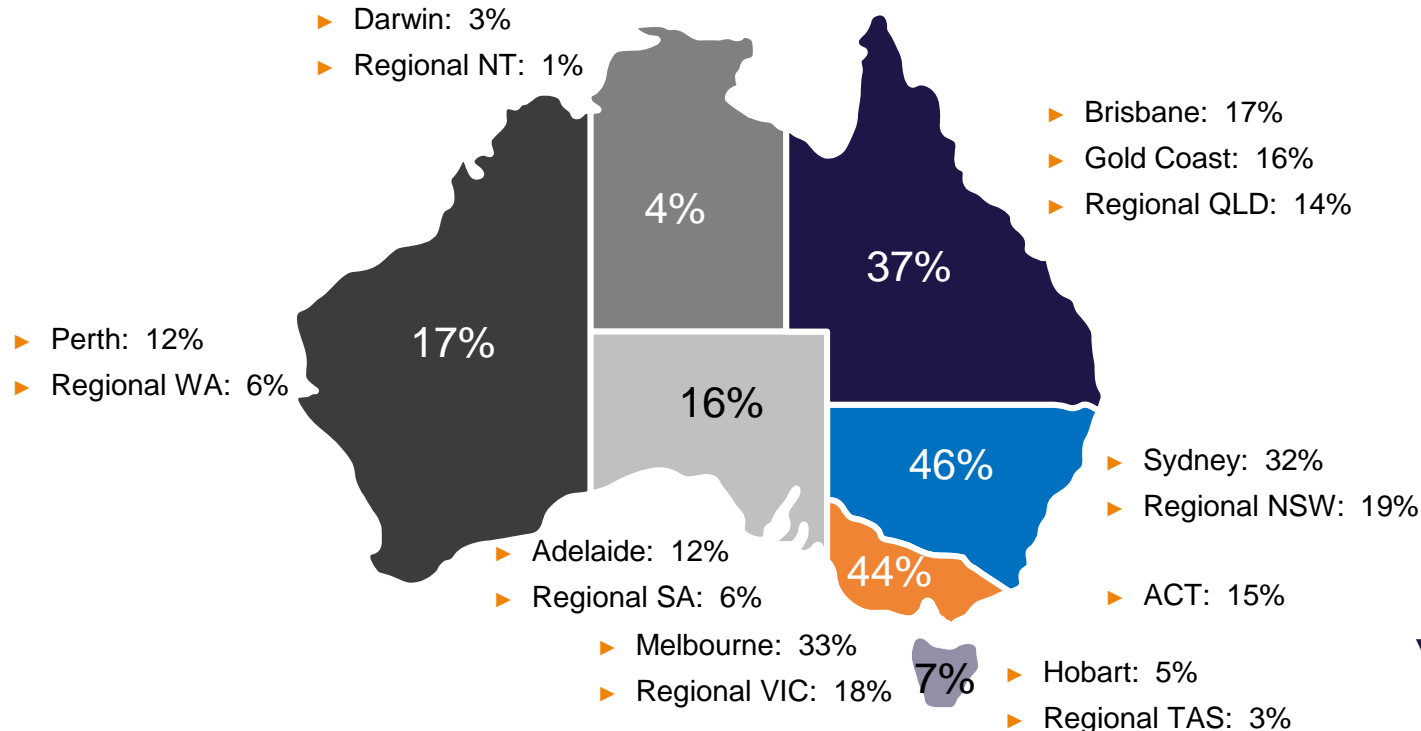 ► Darwin: 3%
► Regional NT: 1%
► Brisbane: 17%
► Gold Coast: 16%
► Regional QLD: 14%
4%
37%
► Perth: 12%
► Regional WA: 6%
17%
16%
46%
► Sydney: 32%
► Regional NSW: 19%
► Adelaide: 12%
► Regional SA: 6%
44%
► ACT: 15%
► Melbourne: 33%
► Regional VIC: 18%
7%
► Hobart: 5%
► Regional TAS: 3%